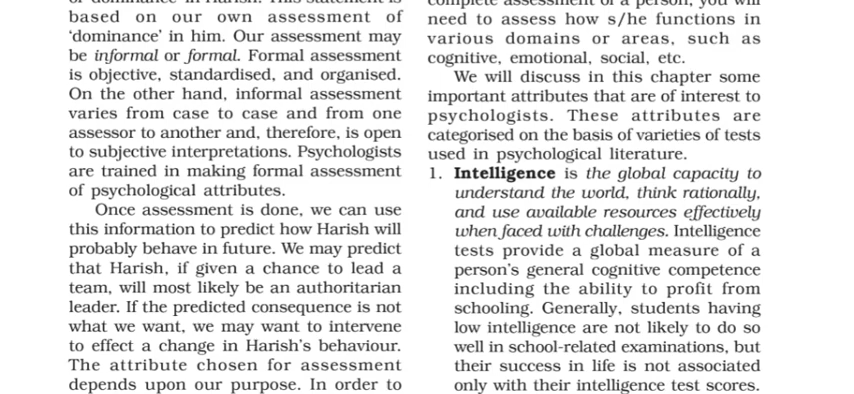 based on our own assessment of
‘dominance’ in him. Our assessment may
be informal or formal. Formal assessment
is objective, standardised, and organised.
On the other hand, informal assessment
varies from case to case and from one
assessor to another and, therefore, is open
to subjective interpretations. Psychologists
are trained in making formal assessment
of psychological attributes.
Once assessment is done, we can use
this information to predict how Harish will
probably behave in future. We may predict
that Harish, if given a chance to lead a
team, will most likely be an authoritarian
leader. If the predicted consequence is not
what we want, we may want to intervene
to effect a change in Harish’s behaviour.
The attribute chosen for assessment
depends upon our purpose. In order to
complete assessment of a person, you will
need to assess how s/he functions in
various domains or areas, such as
cognitive, emotional, social, etc.
We will discuss in this chapter some
important attributes that are of interest to
psychologists. These attributes are
categorised on the basis of varieties of tests
used in psychological literature.
1. Intelligence is the global capacity to
understand the world, think rationally,
and use available resources effectively
when faced with challenges. Intelligence
tests provide a global measure of a
person’s general cognitive competence
including the ability to profit from
schooling. Generally, students having
low intelligence are not likely to do so
well in school-related examinations, but
their success in life is not associated
only with their intelligence test scores.